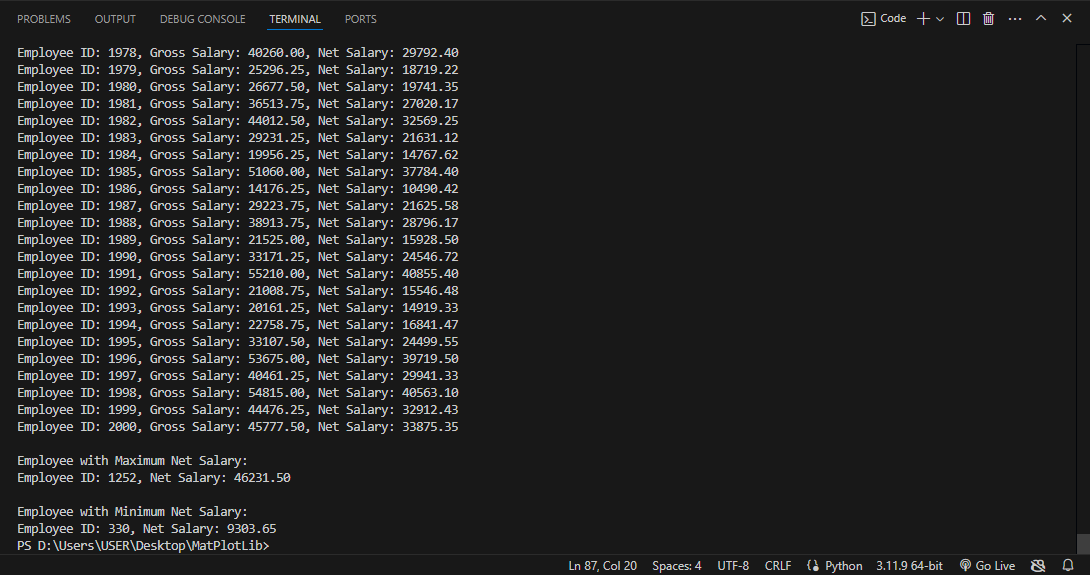 PROBLEMS OUTPUT DEBUG CONSOLE TERMINAL PORTS Code
Employee ID: 1978, Gross Salary: 40260.00, Net Salary: 29792.40
Employee ID: 1979, Gross Salary: 25296.25, Net Salary: 18719.22
Employee ID: 1980, Gross Salary: 26677.50, Net Salary: 19741.35
Employee ID: 1981, Gross Salary: 36513.75, Net Salary: 27020.17
Employee ID: 1982, Gross Salary: 44012.50, Net Salary: 32569.25
Employee ID: 1983, Gross Salary: 29231.25, Net Salary: 21631.12
Employee ID: 1984, Gross Salary: 19956.25, Net Salary: 14767.62
Employee ID: 1985, Gross Salary: 51060.00, Net Salary: 37784.40
Employee ID: 1986, Gross Salary: 14176.25, Net Salary: 10490.42
Employee ID: 1987, Gross Salary: 29223.75, Net Salary: 21625.58
Employee ID: 1988, Gross Salary: 38913.75, Net Salary: 28796.17
Employee ID: 1989, Gross Salary: 21525.00, Net Salary: 15928.50
Employee ID: 1990, Gross Salary: 33171.25, Net Salary: 24546.72
Employee ID: 1991, Gross Salary: 55210.00, Net Salary: 40855.40
Employee ID: 1992, Gross Salary: 21008.75, Net Salary: 15546.48
Employee ID: 1993, Gross Salary: 20161.25, Net Salary: 14919.33
Employee ID: 1994, Gross Salary: 22758.75, Net Salary: 16841.47
Employee ID: 1995, Gross Salary: 33107.50, Net Salary: 24499.55
Employee ID: 1996, Gross Salary: 53675.00, Net Salary: 39719.50
Employee ID: 1997, Gross Salary: 40461.25, Net Salary: 29941.33
Employee ID: 1998, Gross Salary: 54815.00, Net Salary: 40563.10
Employee ID: 1999, Gross Salary: 44476.25, Net Salary: 32912.43
Employee ID: 2000, Gross Salary: 45777.50, Net Salary: 33875.35
Employee with Maximum Net Salary:
Employee ID: 1252, Net Salary: 46231.50
Employee with Minimum Net Salary:
Employee ID: 330, Net Salary: 9303.65
PS D:\Users\USER\Desktop\MatPlotLib>
Ln 87, Col 20 Spaces: 4 UTF-8 CRLF Python 3.11.9 64-bit Go Live